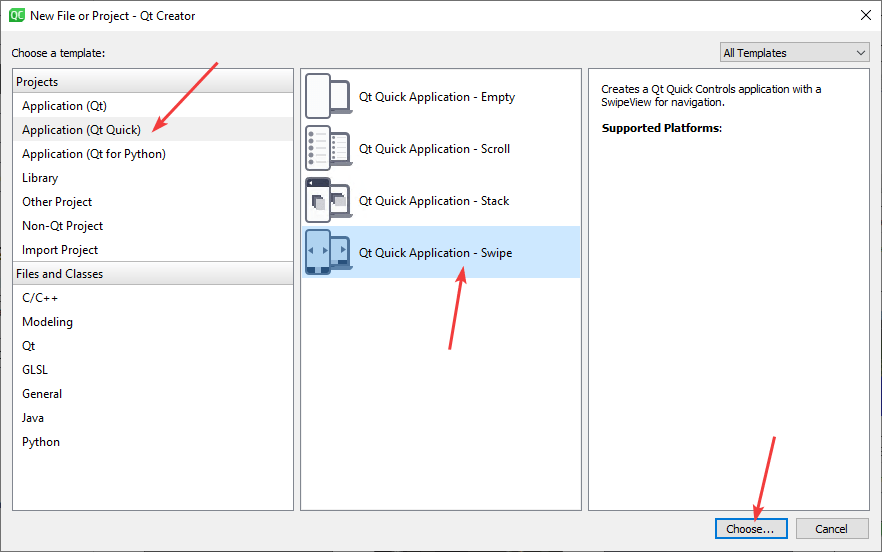 QC New File or Project - Qt Creator
Choose a template:
All Templates
Projects
Application (Qt)
Application (Qt Quick)
Application (Qt for Python)
Library
Other Project
Non-Qt Project
Import Project
Files and Classes
C/C++
Modeling
Qt
GLSL
General
Java
Python
Qt Quick Application - Empty
Qt Quick Application - Scroll
Qt Quick Application - Stack
Qt Quick Application - Swipe
Creates a Qt Quick Controls application with a
SwipeView for navigation.
Supported Platforms:
Choose...
Cancel